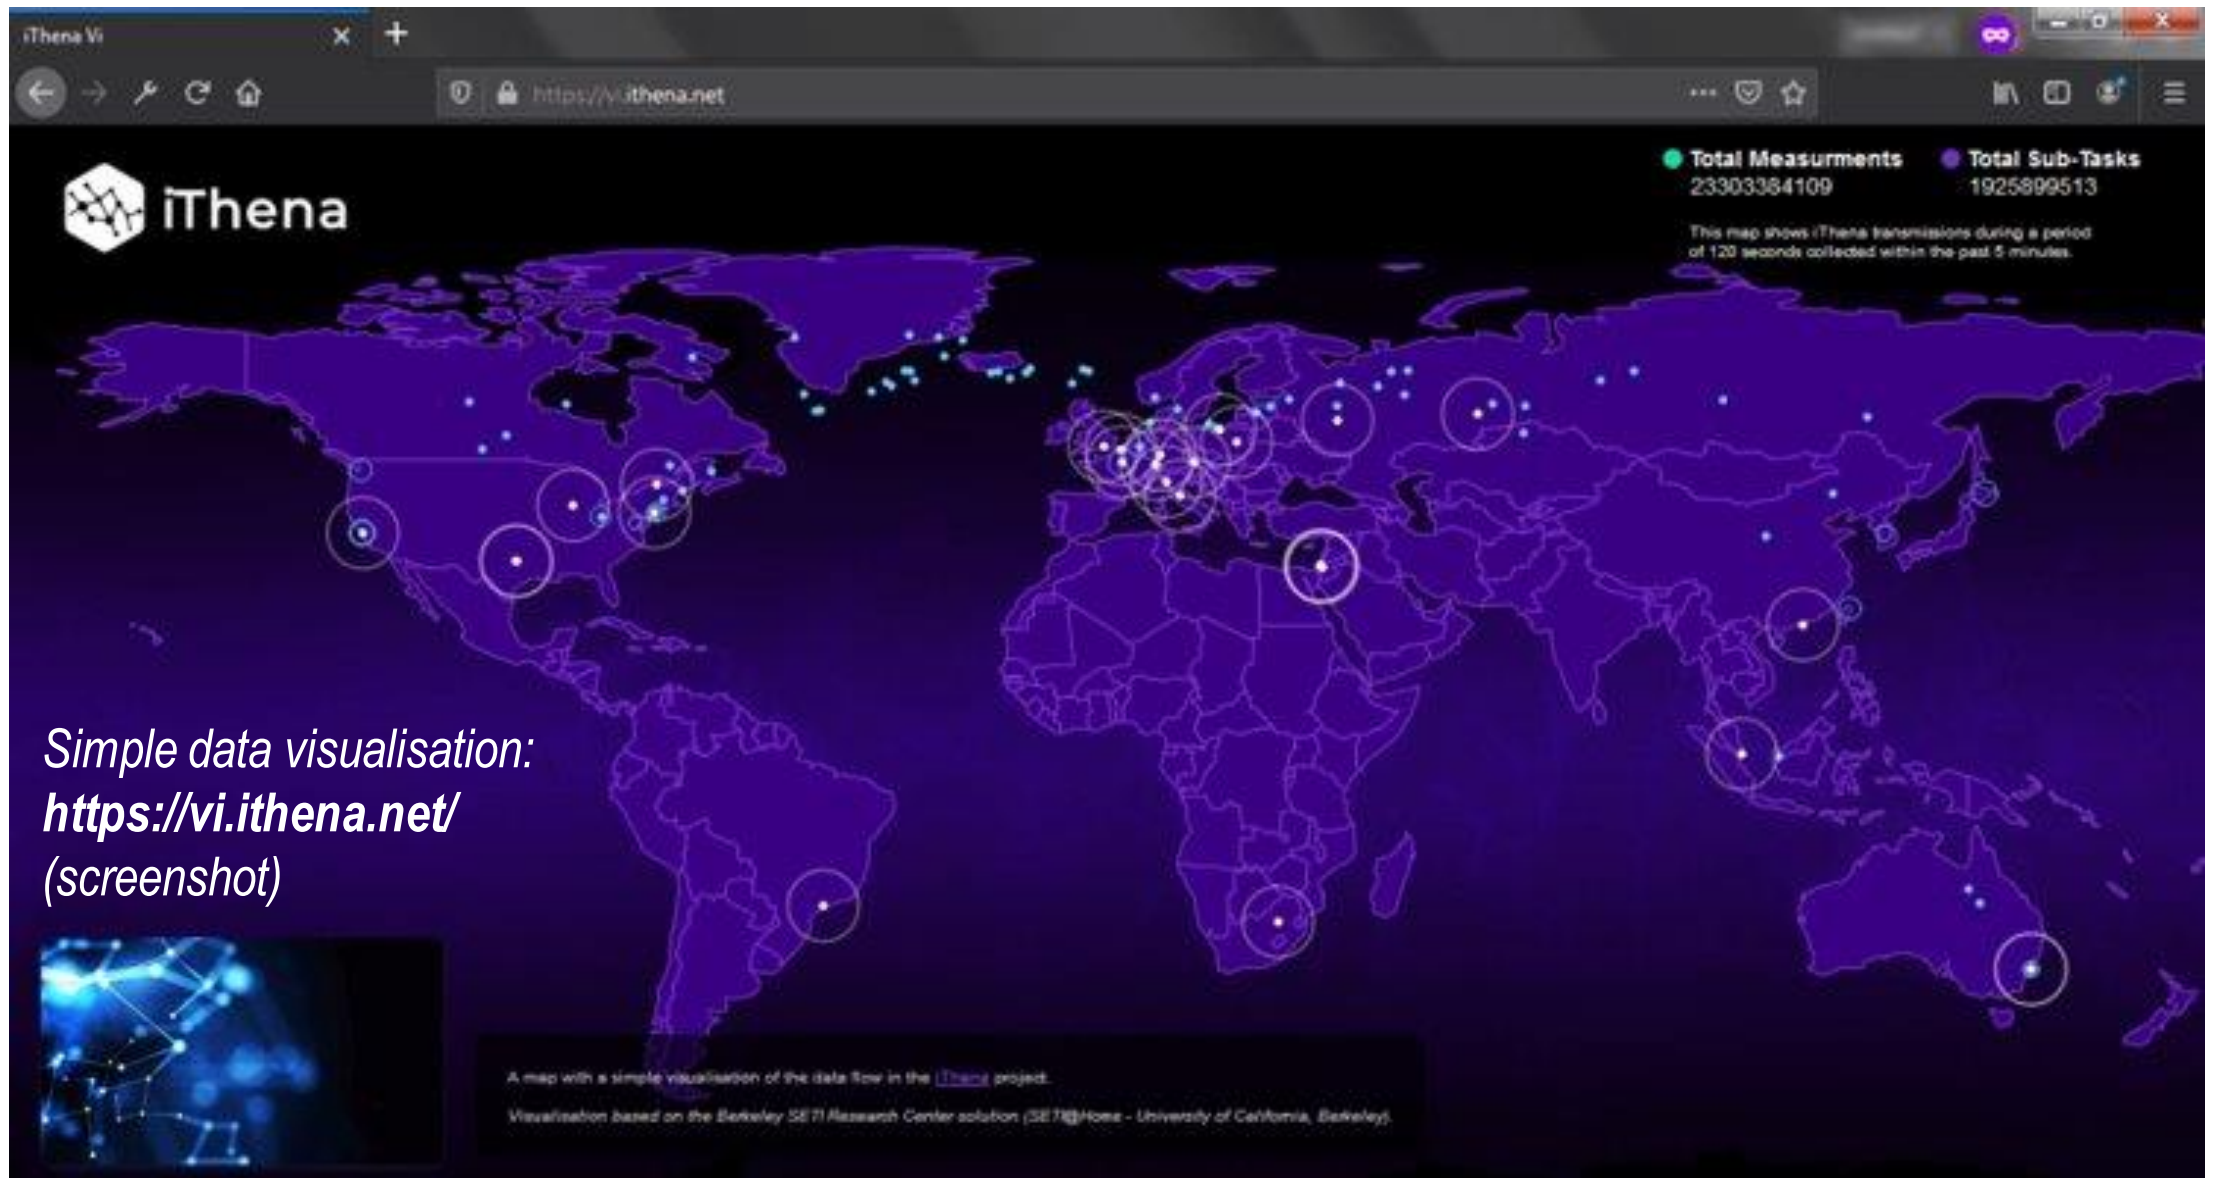 iThena Vi
https://vi.ithena.net
iThena
Total Measurments
23303384109
Total Sub-Tasks
1925899513
This map shows iThena transmissions during a period
of 120 seconds collected within the past 5 minutes.
Simple data visualisation:
https://vi.ithena.net/
(screenshot)
A map with a simple visualisation of the data flow in the iThena project.
Visualisation based on the Berkeley SETI Research Center solution (SETI@Home - University of California, Berkeley).